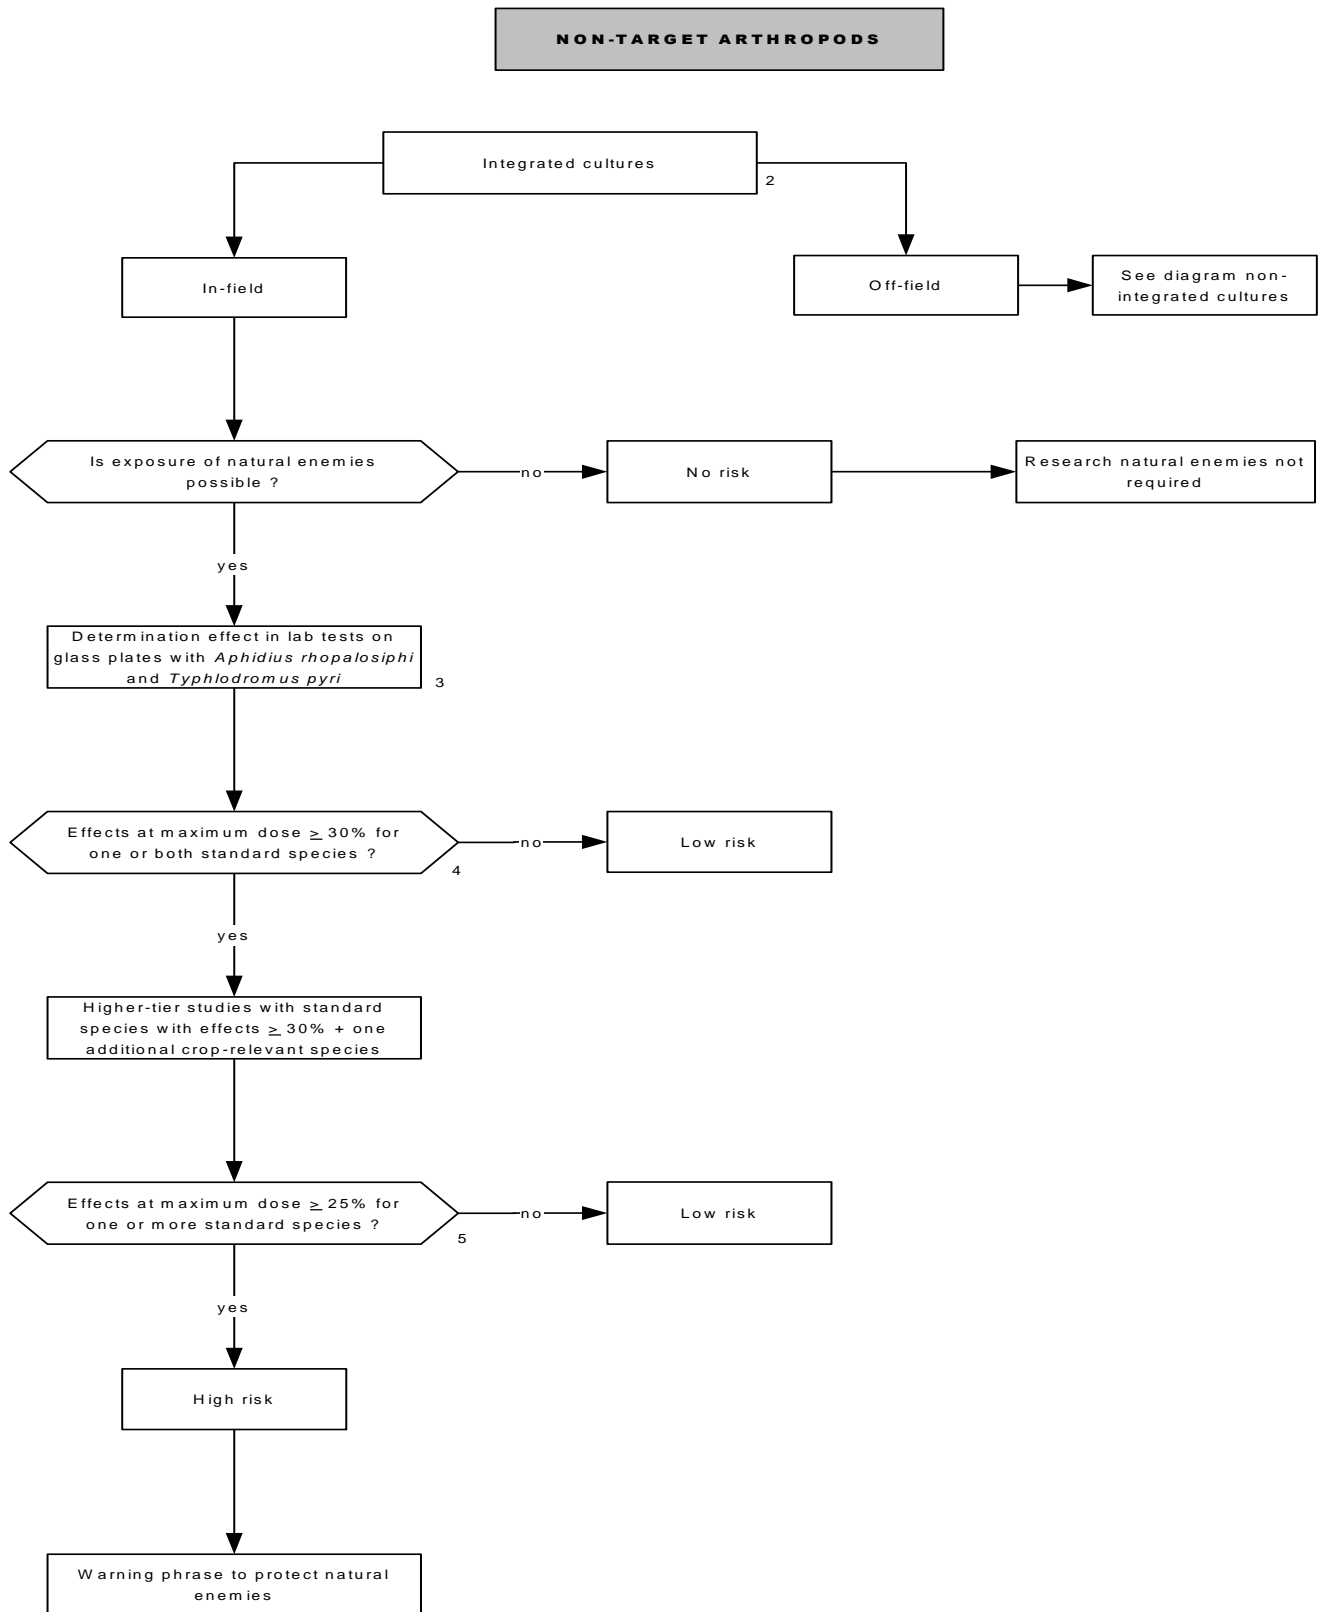 NON-TARGET ARTHROPODS
Integrated cultures
2
In-field
Off-field
See diagram non-
integrated cultures
Is exposure of natural enemies
possible ?
no
No risk
Research natural enemies not
required
yes
Determination effect in lab tests on
glass plates with Aphidius rhopalosiphi
and Typhlodromus pyri
3
Effects at maximum dose ≥ 30% for
one or both standard species ?
4
no
Low risk
yes
Higher-tier studies with standard
species with effects ≥ 30% + one
additional crop-relevant species
Effects at maximum dose ≥ 25% for
one or more standard species ?
5
no
Low risk
yes
High risk
Warning phrase to protect natural
enemies